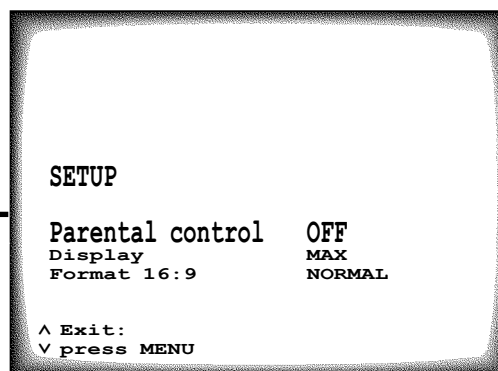 SETUP
Parental control OFF
Display MAX
Format 16:9 NORMAL
∧ Exit:
∨ press MENU